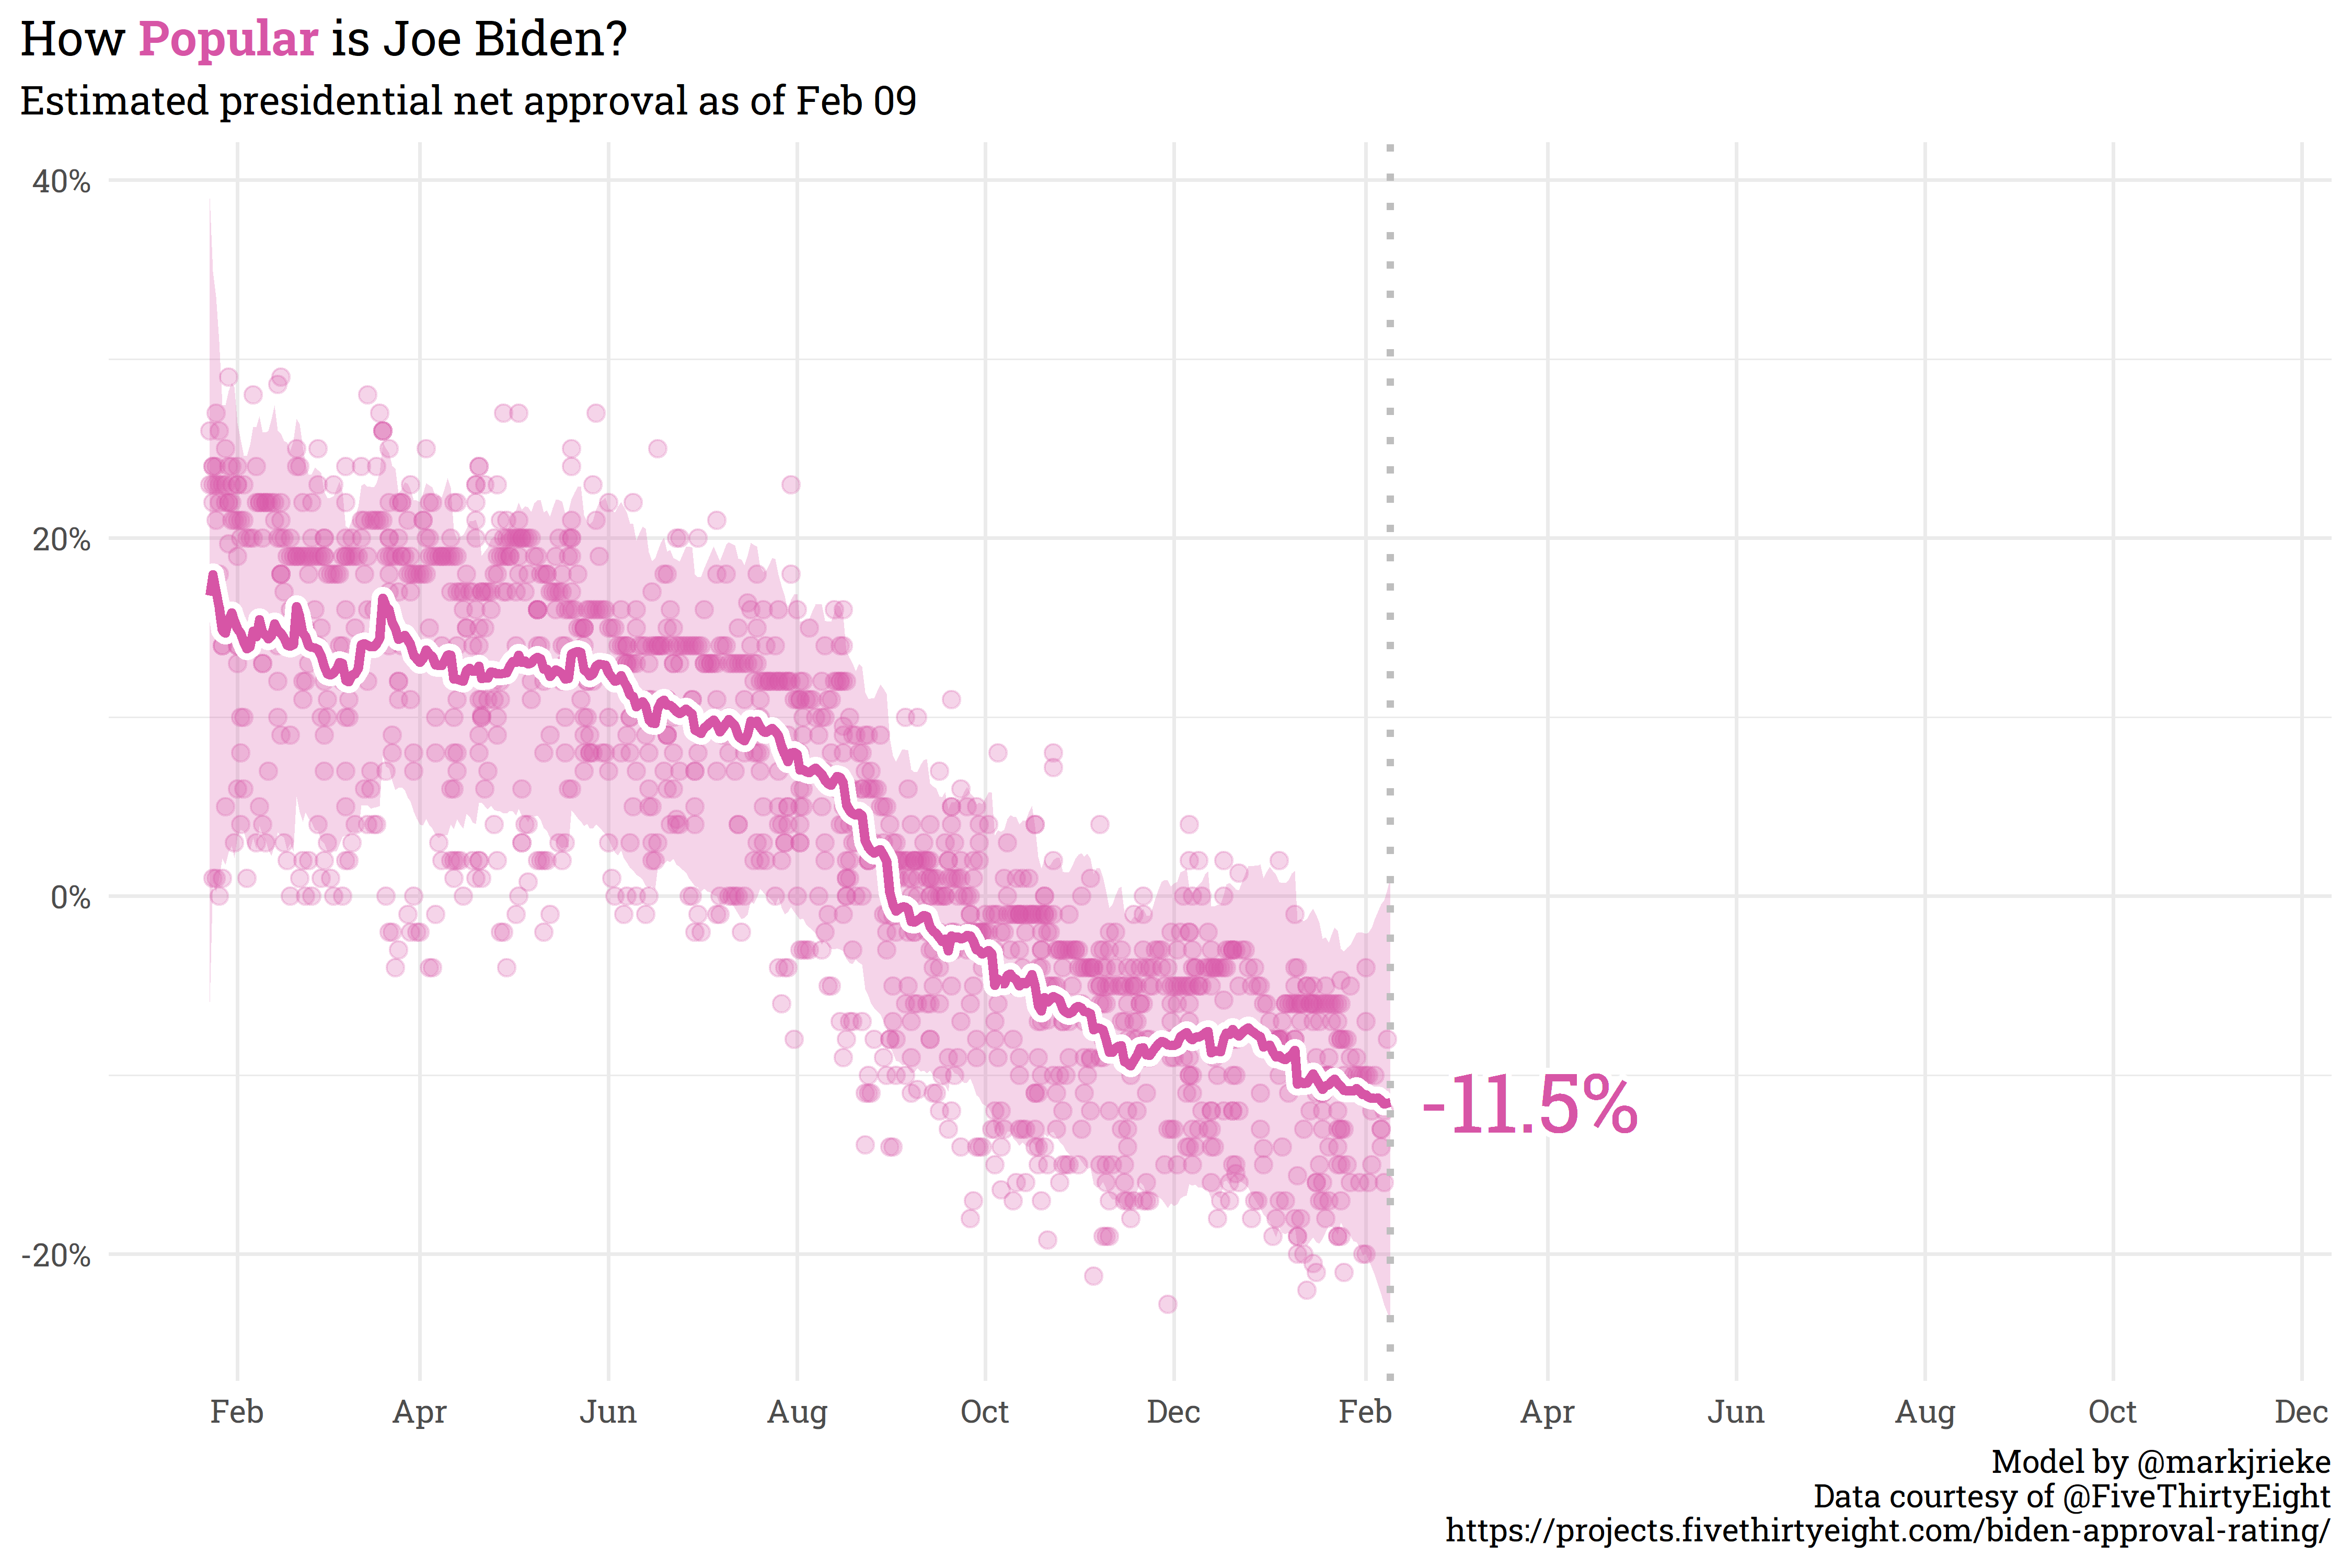 How Popular is Joe Biden?
Estimated presidential net approval as of Feb 09
40%
20%
0%
-20%
-11.5%
Feb Apr Jun Aug Oct Dec Feb Apr Jun Aug Oct Dec
Model by @markjrieke
Data courtesy of @FiveThirtyEight
https://projects.fivethirtyeight.com/biden-approval-rating/